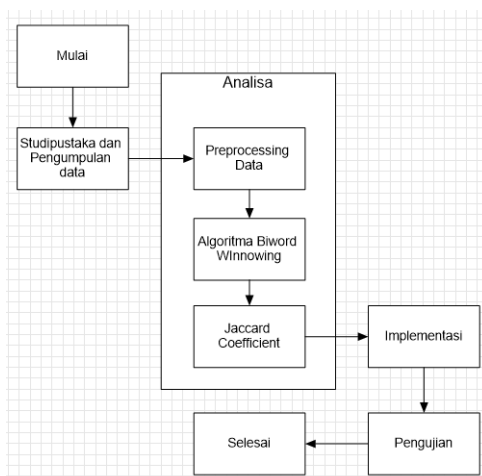 Mulai
Analisa
Studipustaka dan
Pengumpulan
data
Preprocessing
Data
Algoritma Biword
WInnowing
Jaccard
Coefficient
Implementasi
Selesai
Pengujian